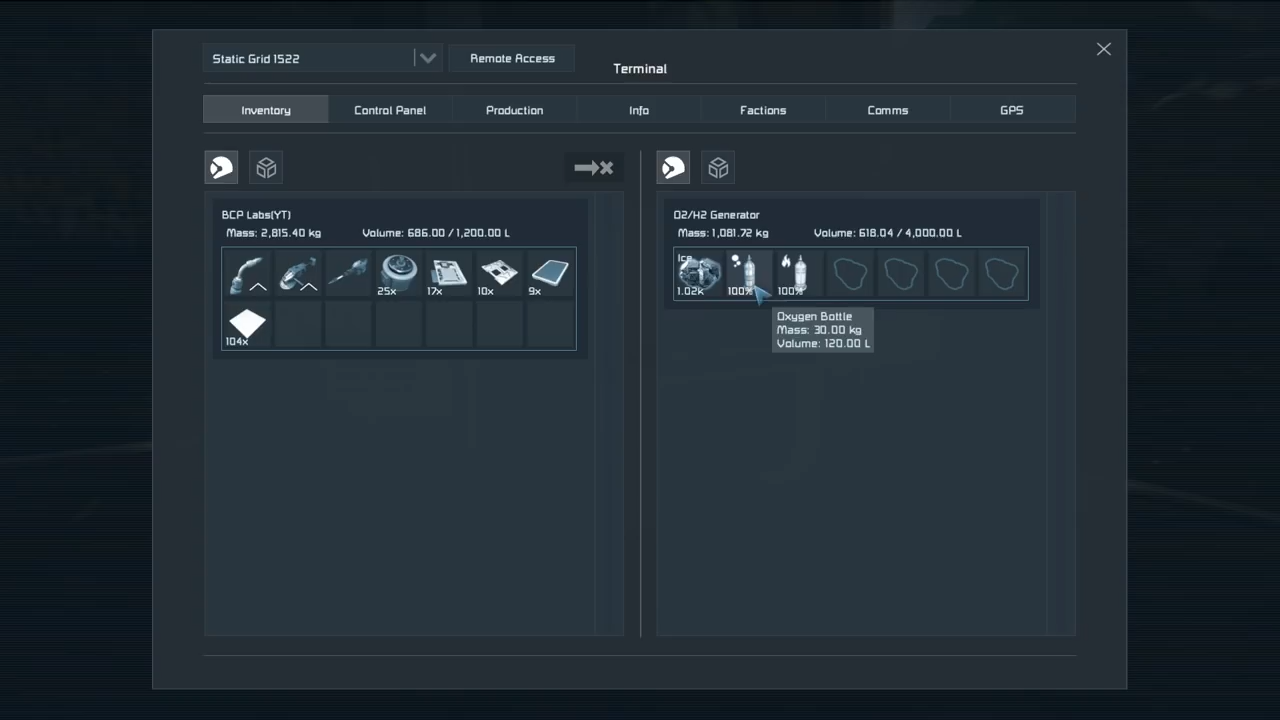 Static Grid 1522
Remote Access
Terminal
Inventory
Control Panel
Production
Info
Factions
Comms
GPS
BCP Labs(YT)
Mass: 2,815.40 kg Volume: 686.00 / 1,200.00 L
25x
17x
10x
9x
104x
O2/H2 Generator
Mass: 1,081.72 kg Volume: 618.04 / 4,000.00 L
Ice
1.02k
100%
100%
Oxygen Bottle
Mass: 30.00 kg
Volume: 120.00 L